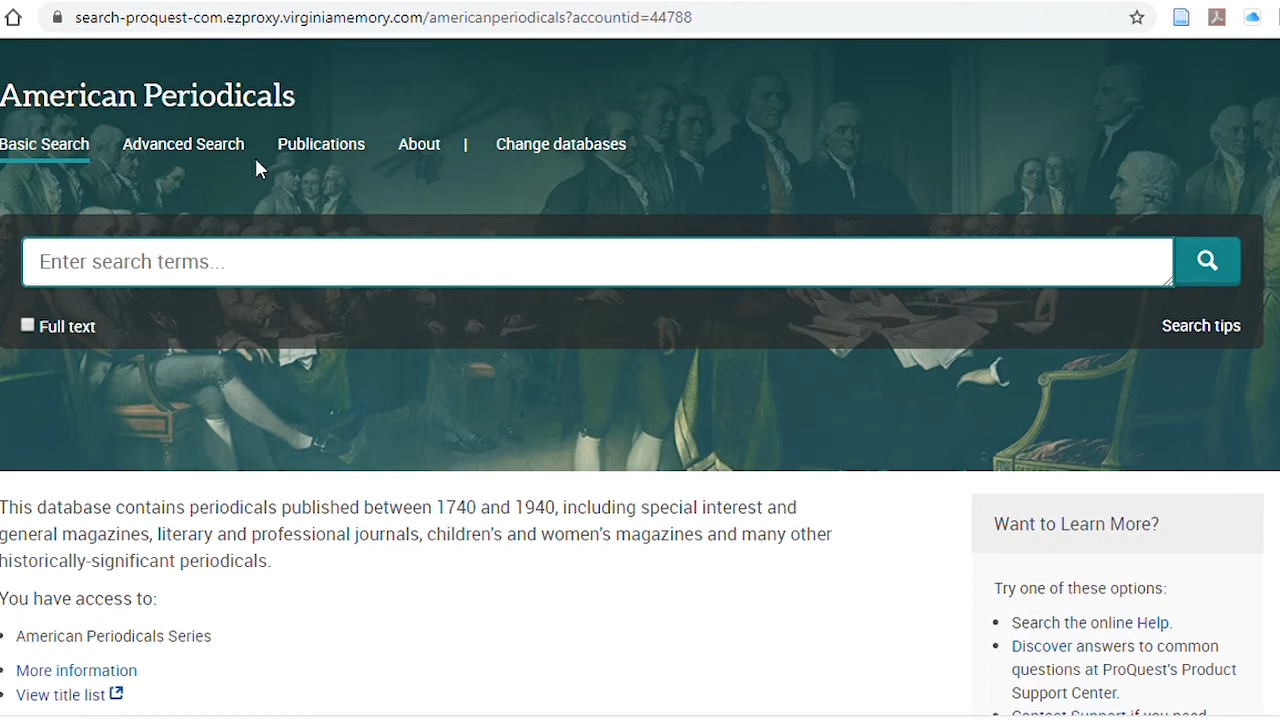 search-proquest-com.ezproxy.virginiamemory.com/americanperiodicals?accountid=44788
American Periodicals
Basic Search Advanced Search Publications About | Change databases
Enter search terms...
Full text Search tips
This database contains periodicals published between 1740 and 1940, including special interest and
general magazines, literary and professional journals, children's and women's magazines and many other
historically-significant periodicals.
You have access to:
• American Periodicals Series
• More information
• View title list
Want to Learn More?
Try one of these options:
• Search the online Help.
• Discover answers to common
questions at ProQuest's Product
Support Center.
• Contact Support if you need